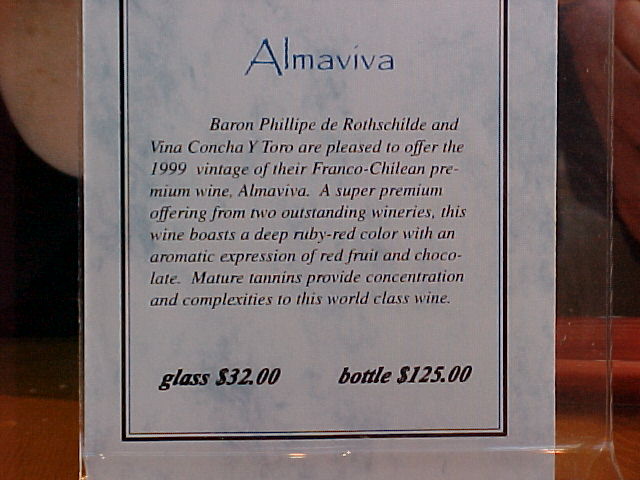 Almaviva
Baron Phillipe de Rothschilde and
Vina Concha Y Toro are pleased to offer the
1999 vintage of their Franco-Chilean pre-
mium wine, Almaviva. A super premium
offering from two outstanding wineries, this
wine boasts a deep ruby-red color with an
aromatic expression of red fruit and choco-
late. Mature tannins provide concentration
and complexities to this world class wine.
glass $32.00 bottle $125.00